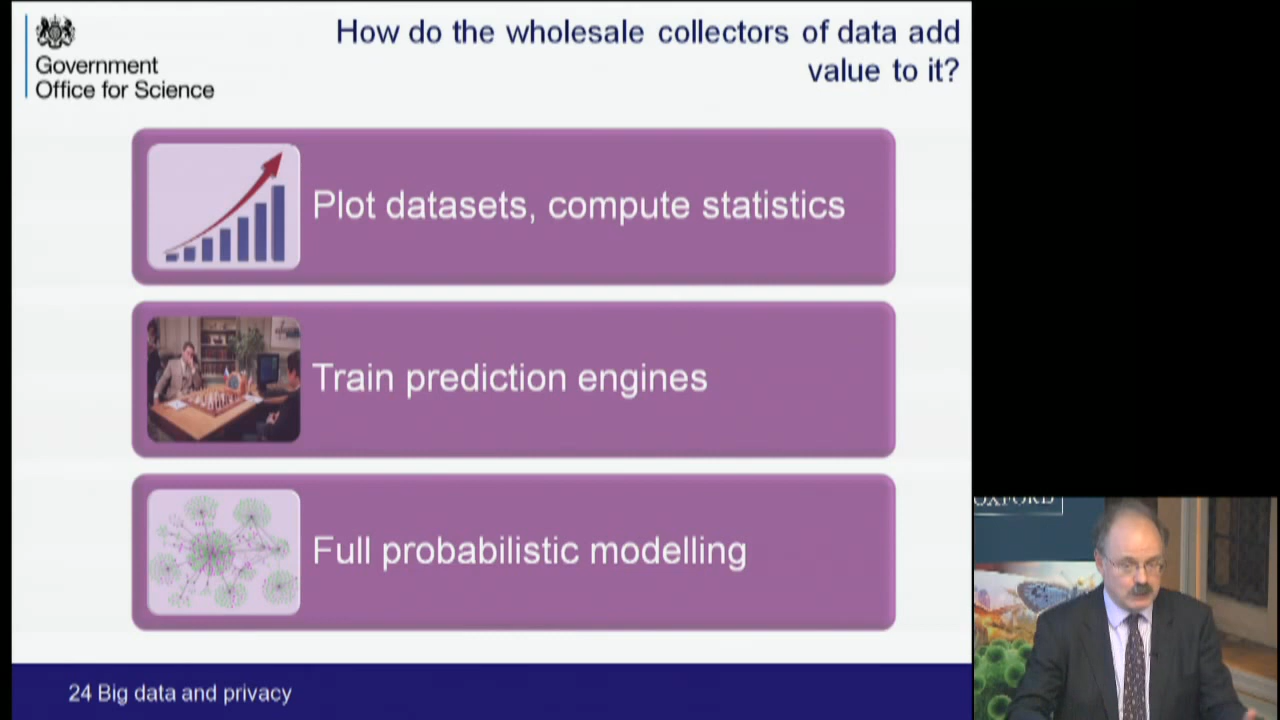 How do the wholesale collectors of data add
value to it?
Government
Office for Science
Plot datasets, compute statistics
Train prediction engines
Full probabilistic modelling
24 Big data and privacy
OXFORD